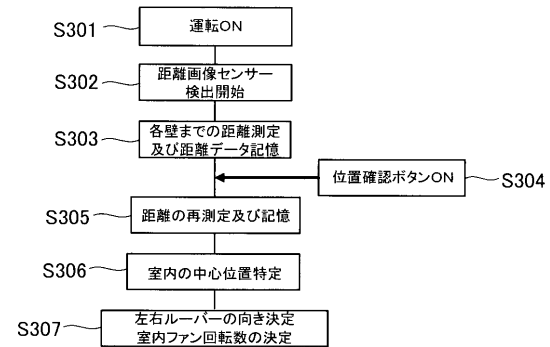 S301
運転ON
S302
距離画像センサー
検出開始
S303
各壁までの距離測定
及び距離データ記憶
位置確認ボタンON
S304
S305
距離の再測定及び記憶
S306
室内の中心位置特定
S307
左右ルーバーの向き決定
室内ファン回転数の決定